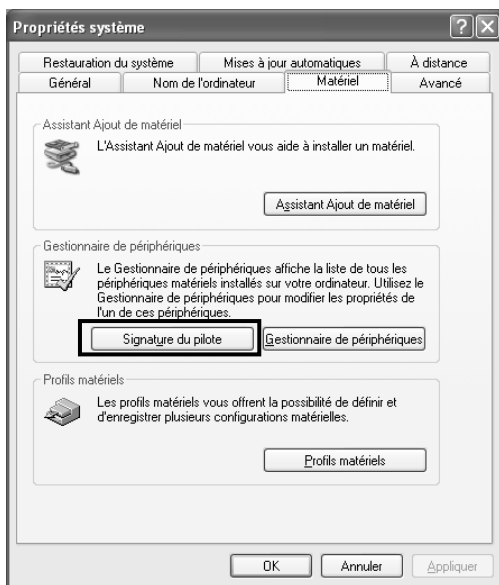 Propriétés système
Restauration du système Mises à jour automatiques À distance
Général Nom de l'ordinateur Matériel Avancé
Assistant Ajout de matériel
L'Assistant Ajout de matériel vous aide à installer un matériel.
Assistant Ajout de matériel
Gestionnaire de périphériques
Le Gestionnaire de périphériques affiche la liste de tous les
périphériques matériels installés sur votre ordinateur. Utilisez le
Gestionnaire de périphériques pour modifier les propriétés de
l'un de ces périphériques.
Signature du pilote Gestionnaire de périphériques
Profils matériels
Les profils matériels vous offrent la possibilité de définir et
d'enregistrer plusieurs configurations matérielles.
Profils matériels
OK Annuler Appliquer